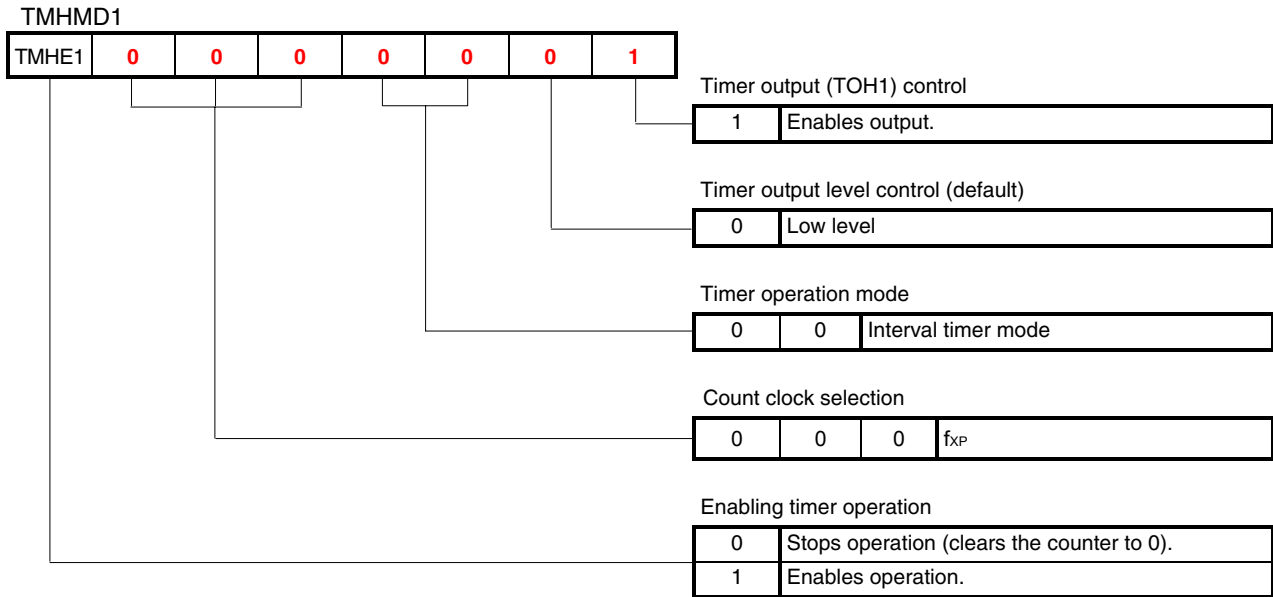 TMHMD1
TMHE1 0 0 0 0 0 0 1
Timer output (TOH1) control
1 Enables output.
Timer output level control (default)
0 Low level
Timer operation mode
0 0 Interval timer mode
Count clock selection
0 0 0 fXP
Enabling timer operation
0 Stops operation (clears the counter to 0).
1 Enables operation.